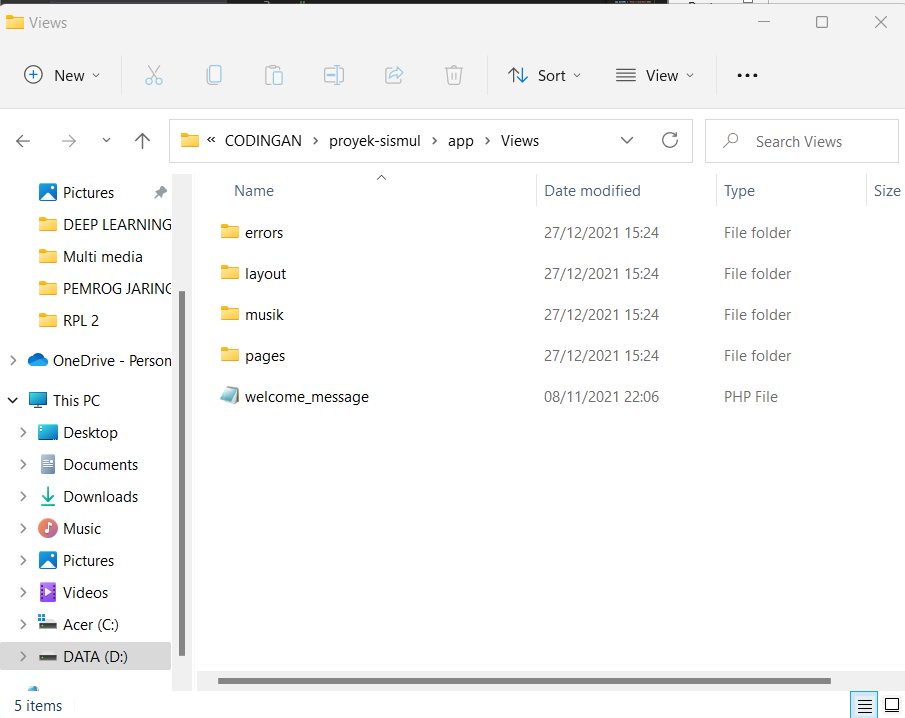 Views
New
Sort
View
CODINGAN
proyek-sismul
app
Views
Search Views
Pictures
DEEP LEARNING
Multi media
PEMROG JARING
RPL 2
OneDrive - Person
This PC
Desktop
Documents
Downloads
Music
Pictures
Videos
Acer (C:)
DATA (D:)
Name Date modified Type Size
errors 27/12/2021 15:24 File folder
layout 27/12/2021 15:24 File folder
musik 27/12/2021 15:24 File folder
pages 27/12/2021 15:24 File folder
welcome_message 08/11/2021 22:06 PHP File
5 items